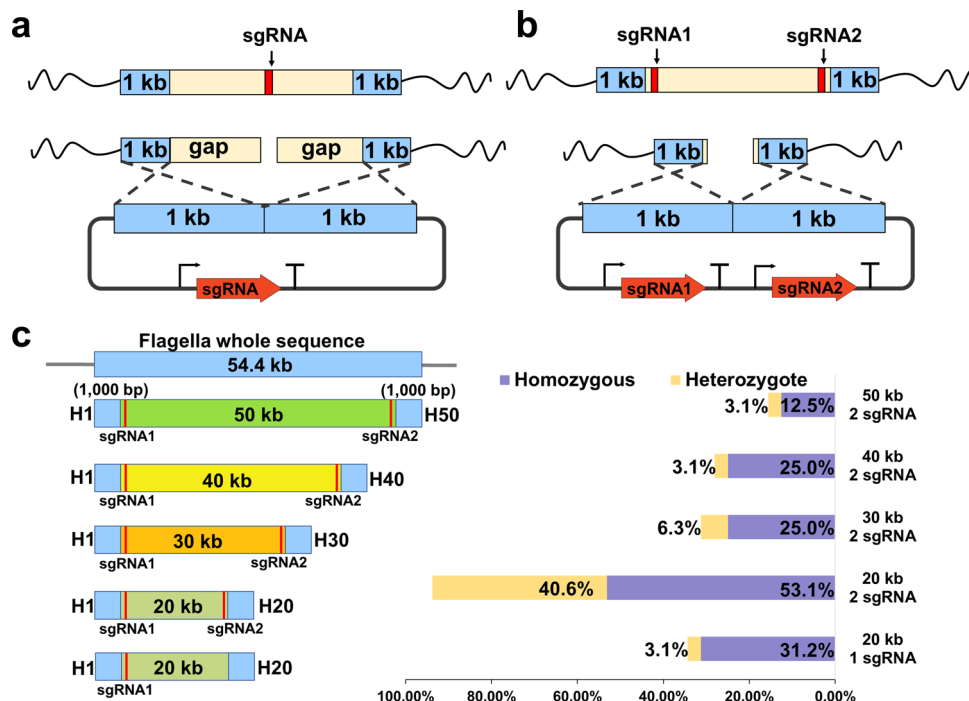 a
sgRNA
1 kb
1 kb
1 kb
gap
gap
1 kb
1 kb
1 kb
sgRNA
b
sgRNA1
sgRNA2
1 kb
1 kb
1 kb
1 kb
1 kb
1 kb
sgRNA1
sgRNA2
c
Flagella whole sequence
54.4 kb
(1,000 bp)
(1,000 bp)
H1
50 kb
H50
sgRNA1
sgRNA2
H1
40 kb
H40
sgRNA1
sgRNA2
H1
30 kb
H30
sgRNA1
sgRNA2
H1
20 kb
H20
sgRNA1
sgRNA2
H1
20 kb
H20
sgRNA1
Homozygous
Heterozygote
3.1%
12.5%
50 kb
2 sgRNA
3.1%
25.0%
40 kb
2 sgRNA
6.3%
25.0%
30 kb
2 sgRNA
40.6%
53.1%
20 kb
2 sgRNA
3.1%
31.2%
20 kb
1 sgRNA
100.00%
80.00%
60.00%
40.00%
20.00%
0.00%